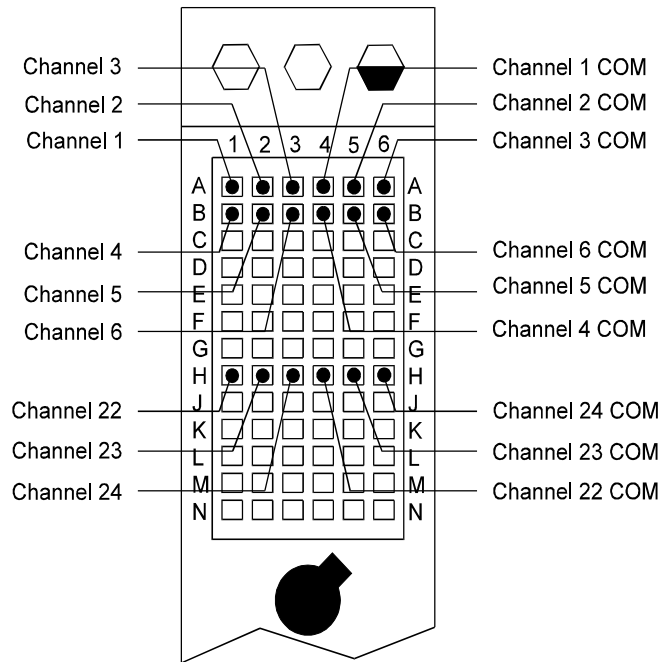 Channel 3
Channel 1 COM
Channel 2
Channel 2 COM
Channel 1
Channel 3 COM
1 2 3 4 5 6
A A
B B
C C
Channel 4
Channel 6 COM
D D
Channel 5
Channel 5 COM
E E
F F
Channel 6
Channel 4 COM
G G
H H
J J
Channel 22
Channel 24 COM
K K
Channel 23
Channel 23 COM
L L
M M
Channel 24
Channel 22 COM
N N